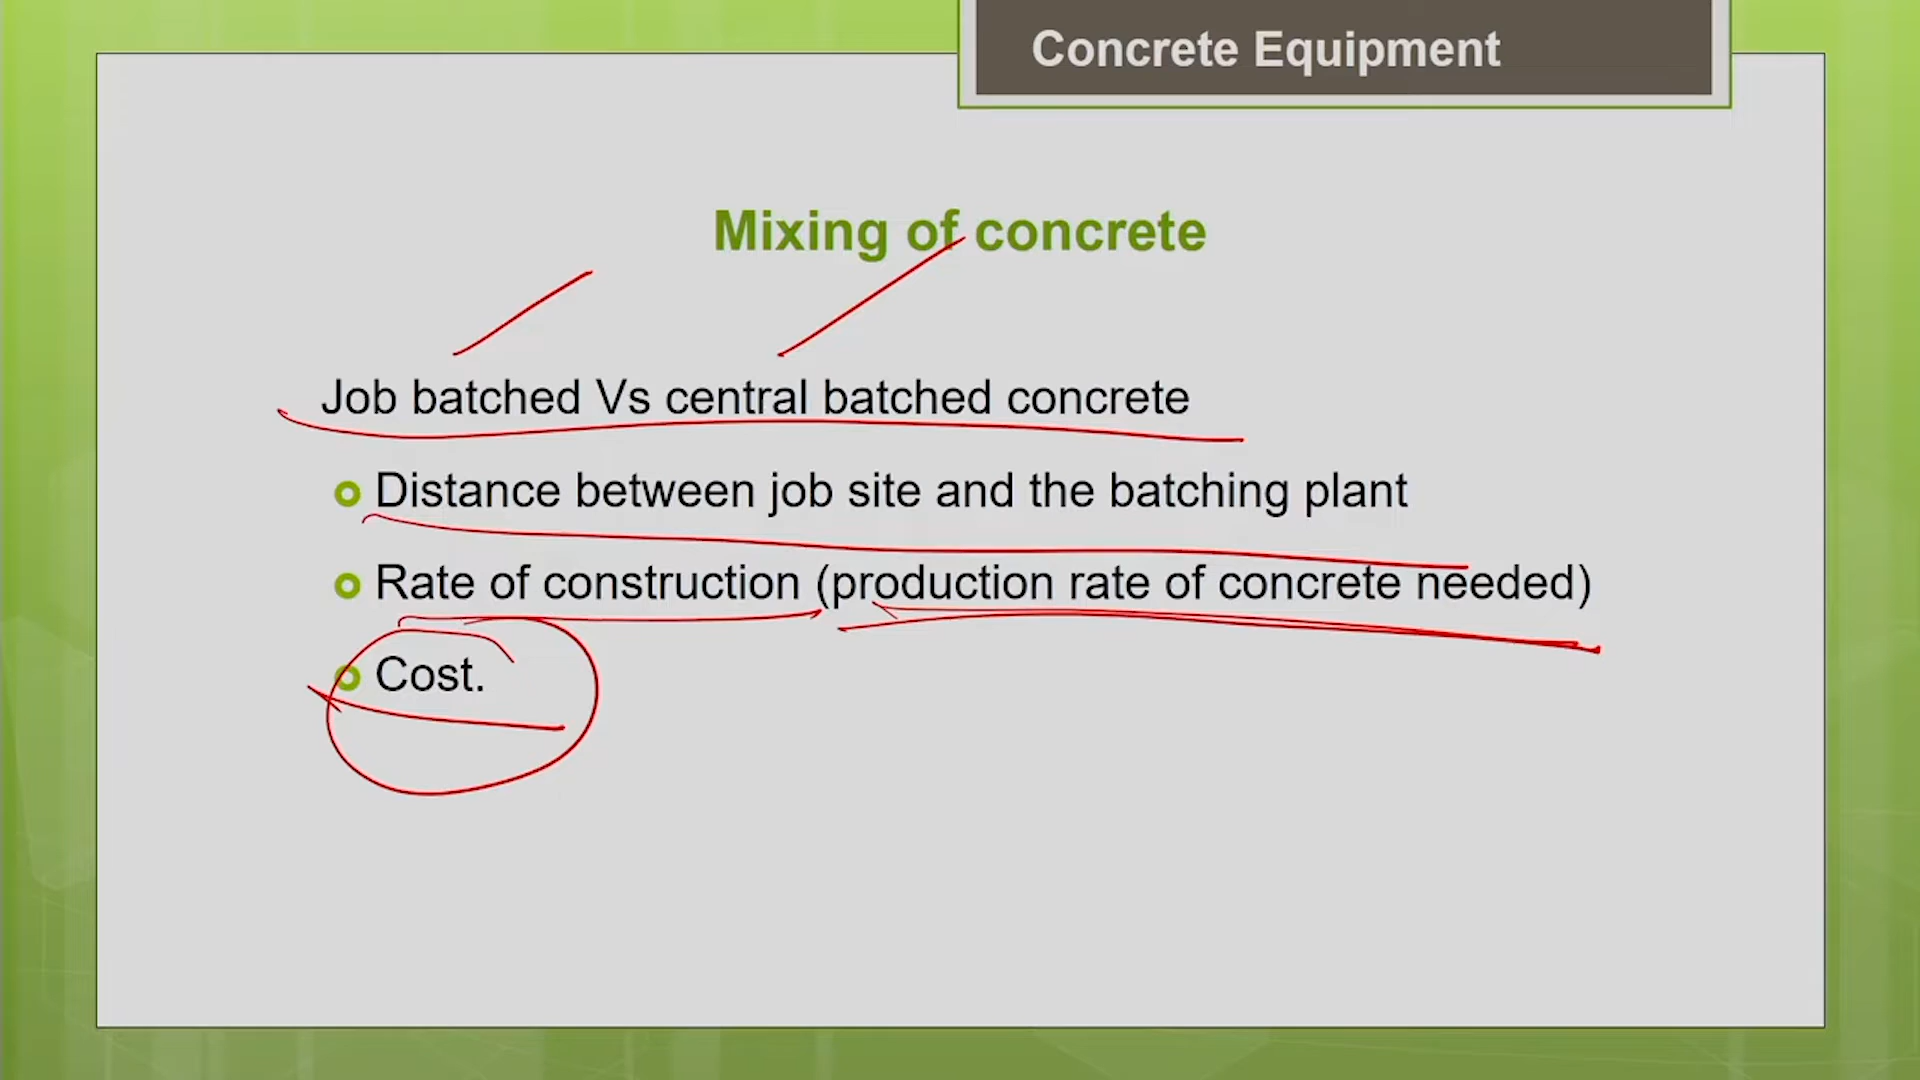 Concrete Equipment
Mixing of concrete
Job batched Vs central batched concrete
Distance between job site and the batching plant
Rate of construction (production rate of concrete needed)
Cost.